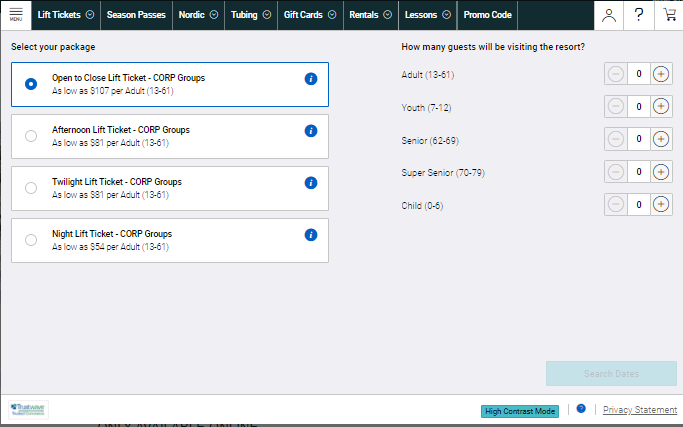 MENU
Lift Tickets
Season Passes
Nordic
Tubing
Gift Cards
Rentals
Lessons
Promo Code
?
Select your package
How many guests will be visiting the resort?
Open to Close Lift Ticket - CORP Groups
As low as $107 per Adult (13-61)
Afternoon Lift Ticket - CORP Groups
As low as $81 per Adult (13-61)
Twilight Lift Ticket - CORP Groups
As low as $81 per Adult (13-61)
Night Lift Ticket - CORP Groups
As low as $54 per Adult (13-61)
Adult (13-61) 0
Youth (7-12) 0
Senior (62-69) 0
Super Senior (70-79) 0
Child (0-6) 0
Search Dates
Trustwave
High Contrast Mode
?
Privacy Statement
ONLY AVAILABLE ONLINE